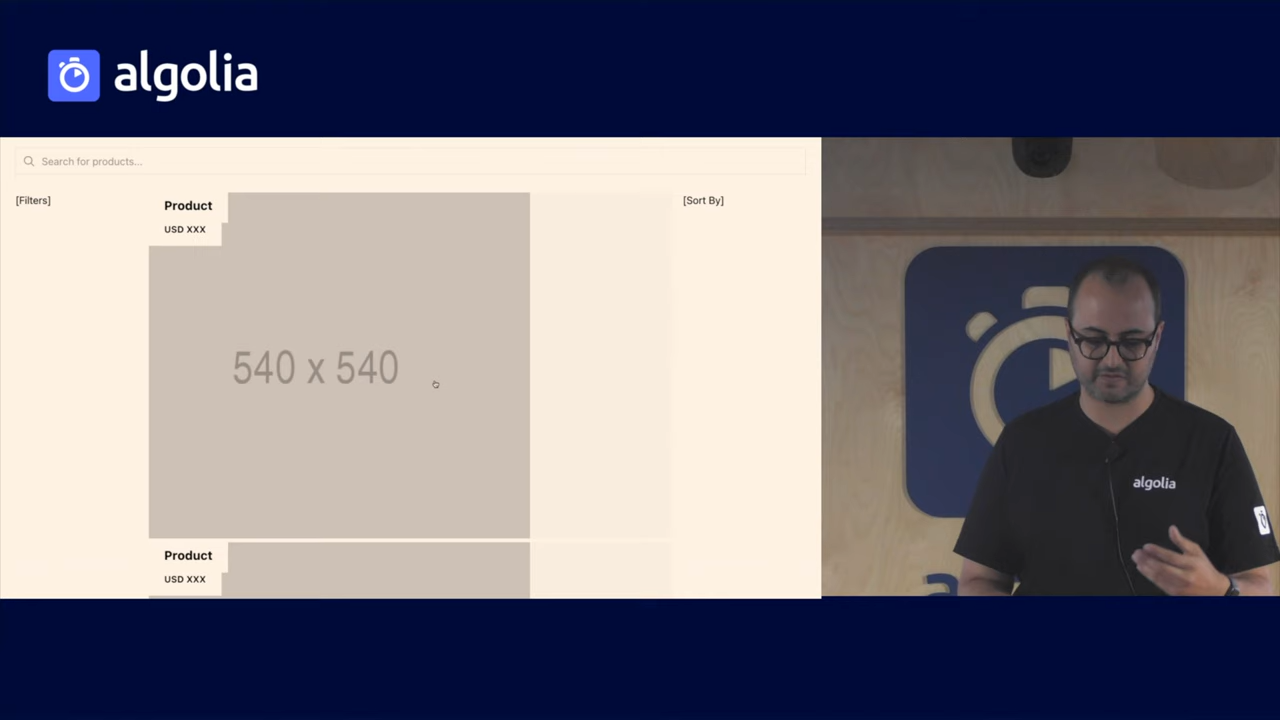 algolia
Search for products...
[Filters]
Product
USD XXX
[Sort By]
540 x 540
Product
USD XXX
algolia